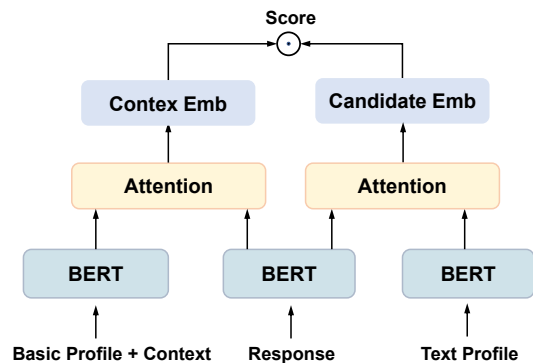 Score
Contex Emb
Candidate Emb
Attention
Attention
BERT
BERT
BERT
Basic Profile + Context
Response
Text Profile